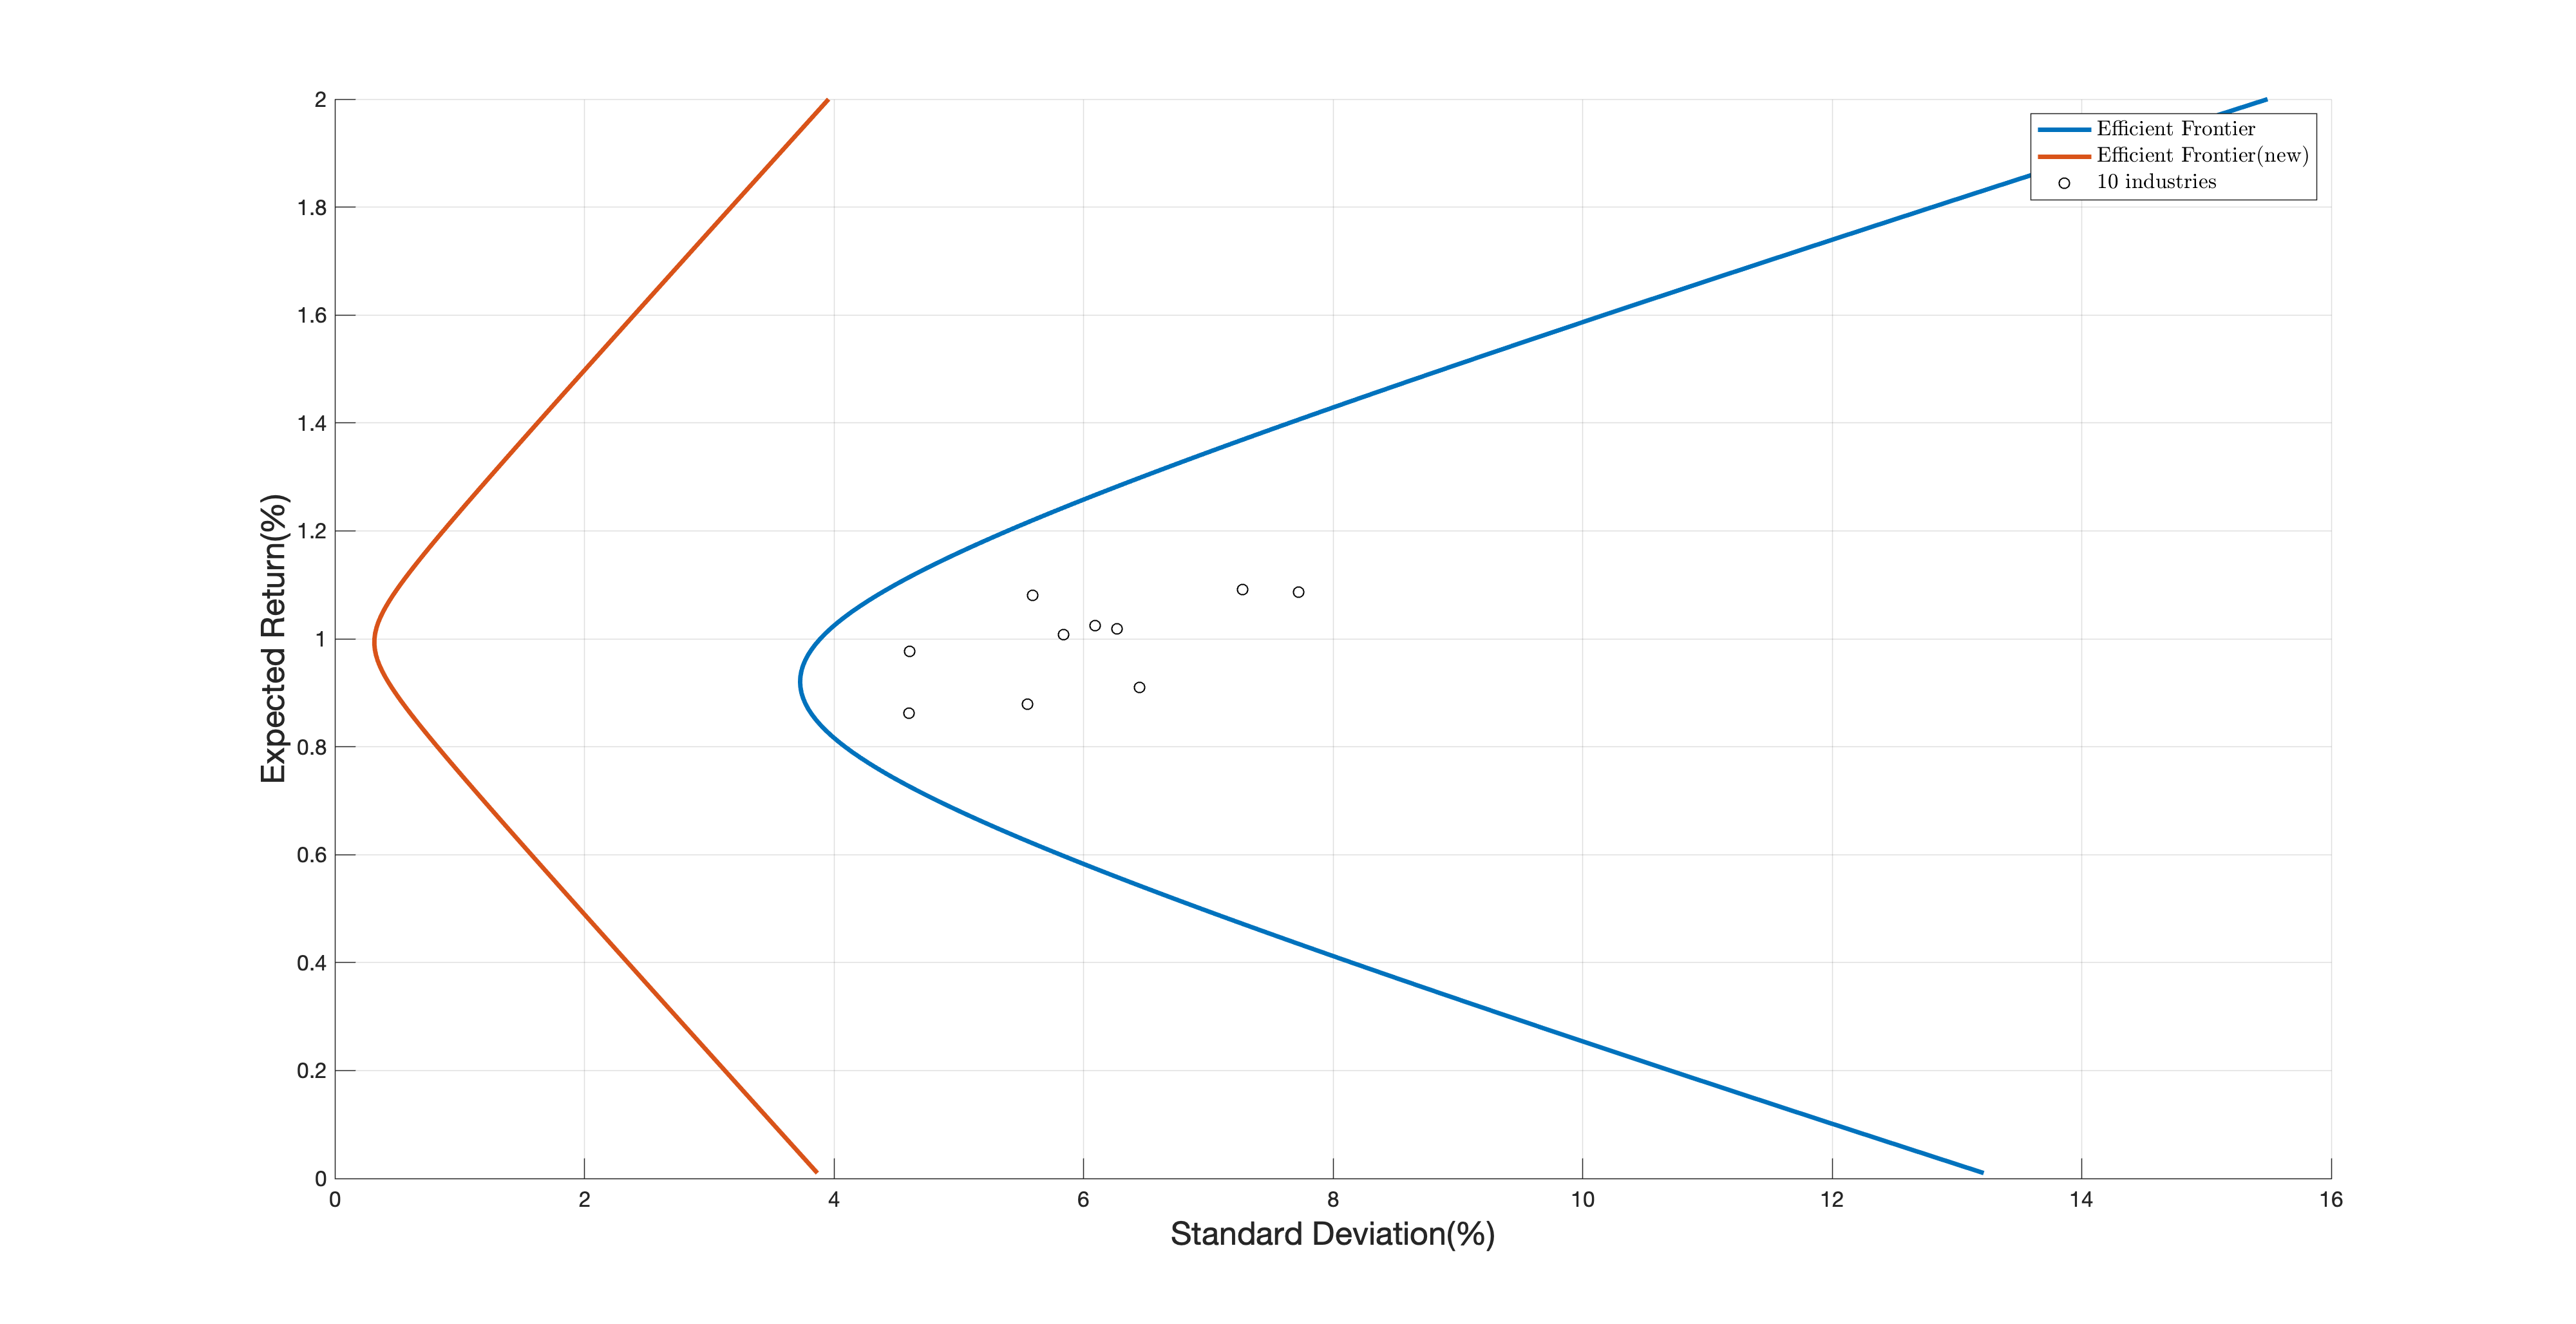 2
1.8
1.6
1.4
1.2
1
0.8
0.6
0.4
0.2
0
Expected Return(%)
0 2 4 6 8 10 12 14 16
Standard Deviation(%)
Efficient Frontier
Efficient Frontier(new)
10 industries